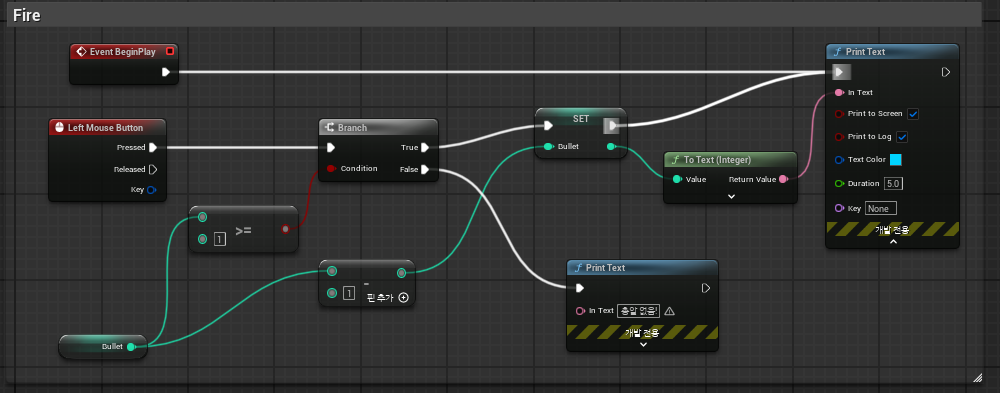 Fire
Event BeginPlay
Print Text
In Text
Print to Screen
Print to Log
Text Color
Duration 5.0
Key None
개발 전용
Left Mouse Button
Pressed
Released
Key
Branch
True
Condition False
SET
Bullet
To Text (Integer)
Value Return Value
1 >=
-
1 핀 추가
Print Text
In Text 총알 없음!
개발 전용
Bullet